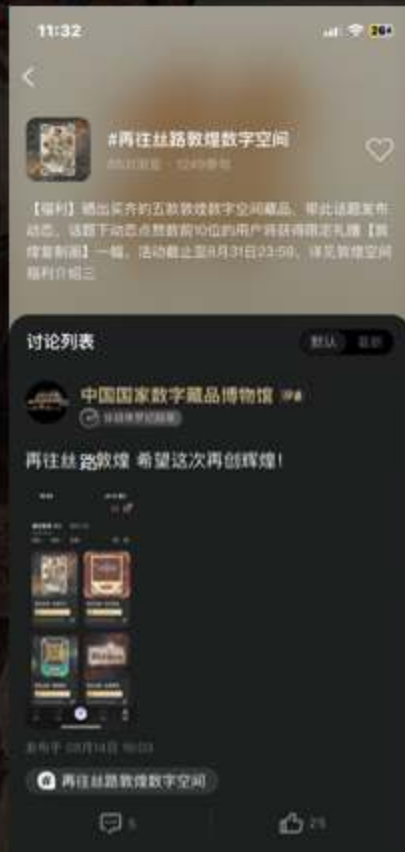 11:32
#再往丝路敦煌数字空间
【福利】晒出买齐的五款敦煌数字空间藏品，带此话题发布
动态，话题下动态点赞数前10位的用户将获得限定礼赠【敦
煌复制画】一幅，活动截止至8月31日23:59，详见敦煌空间
福利介绍三
讨论列表
默认
最新
中国国家数字藏品博物馆
再往丝路敦煌 希望这次再创辉煌！
发布于 08月14日
再往丝路敦煌数字空间
5